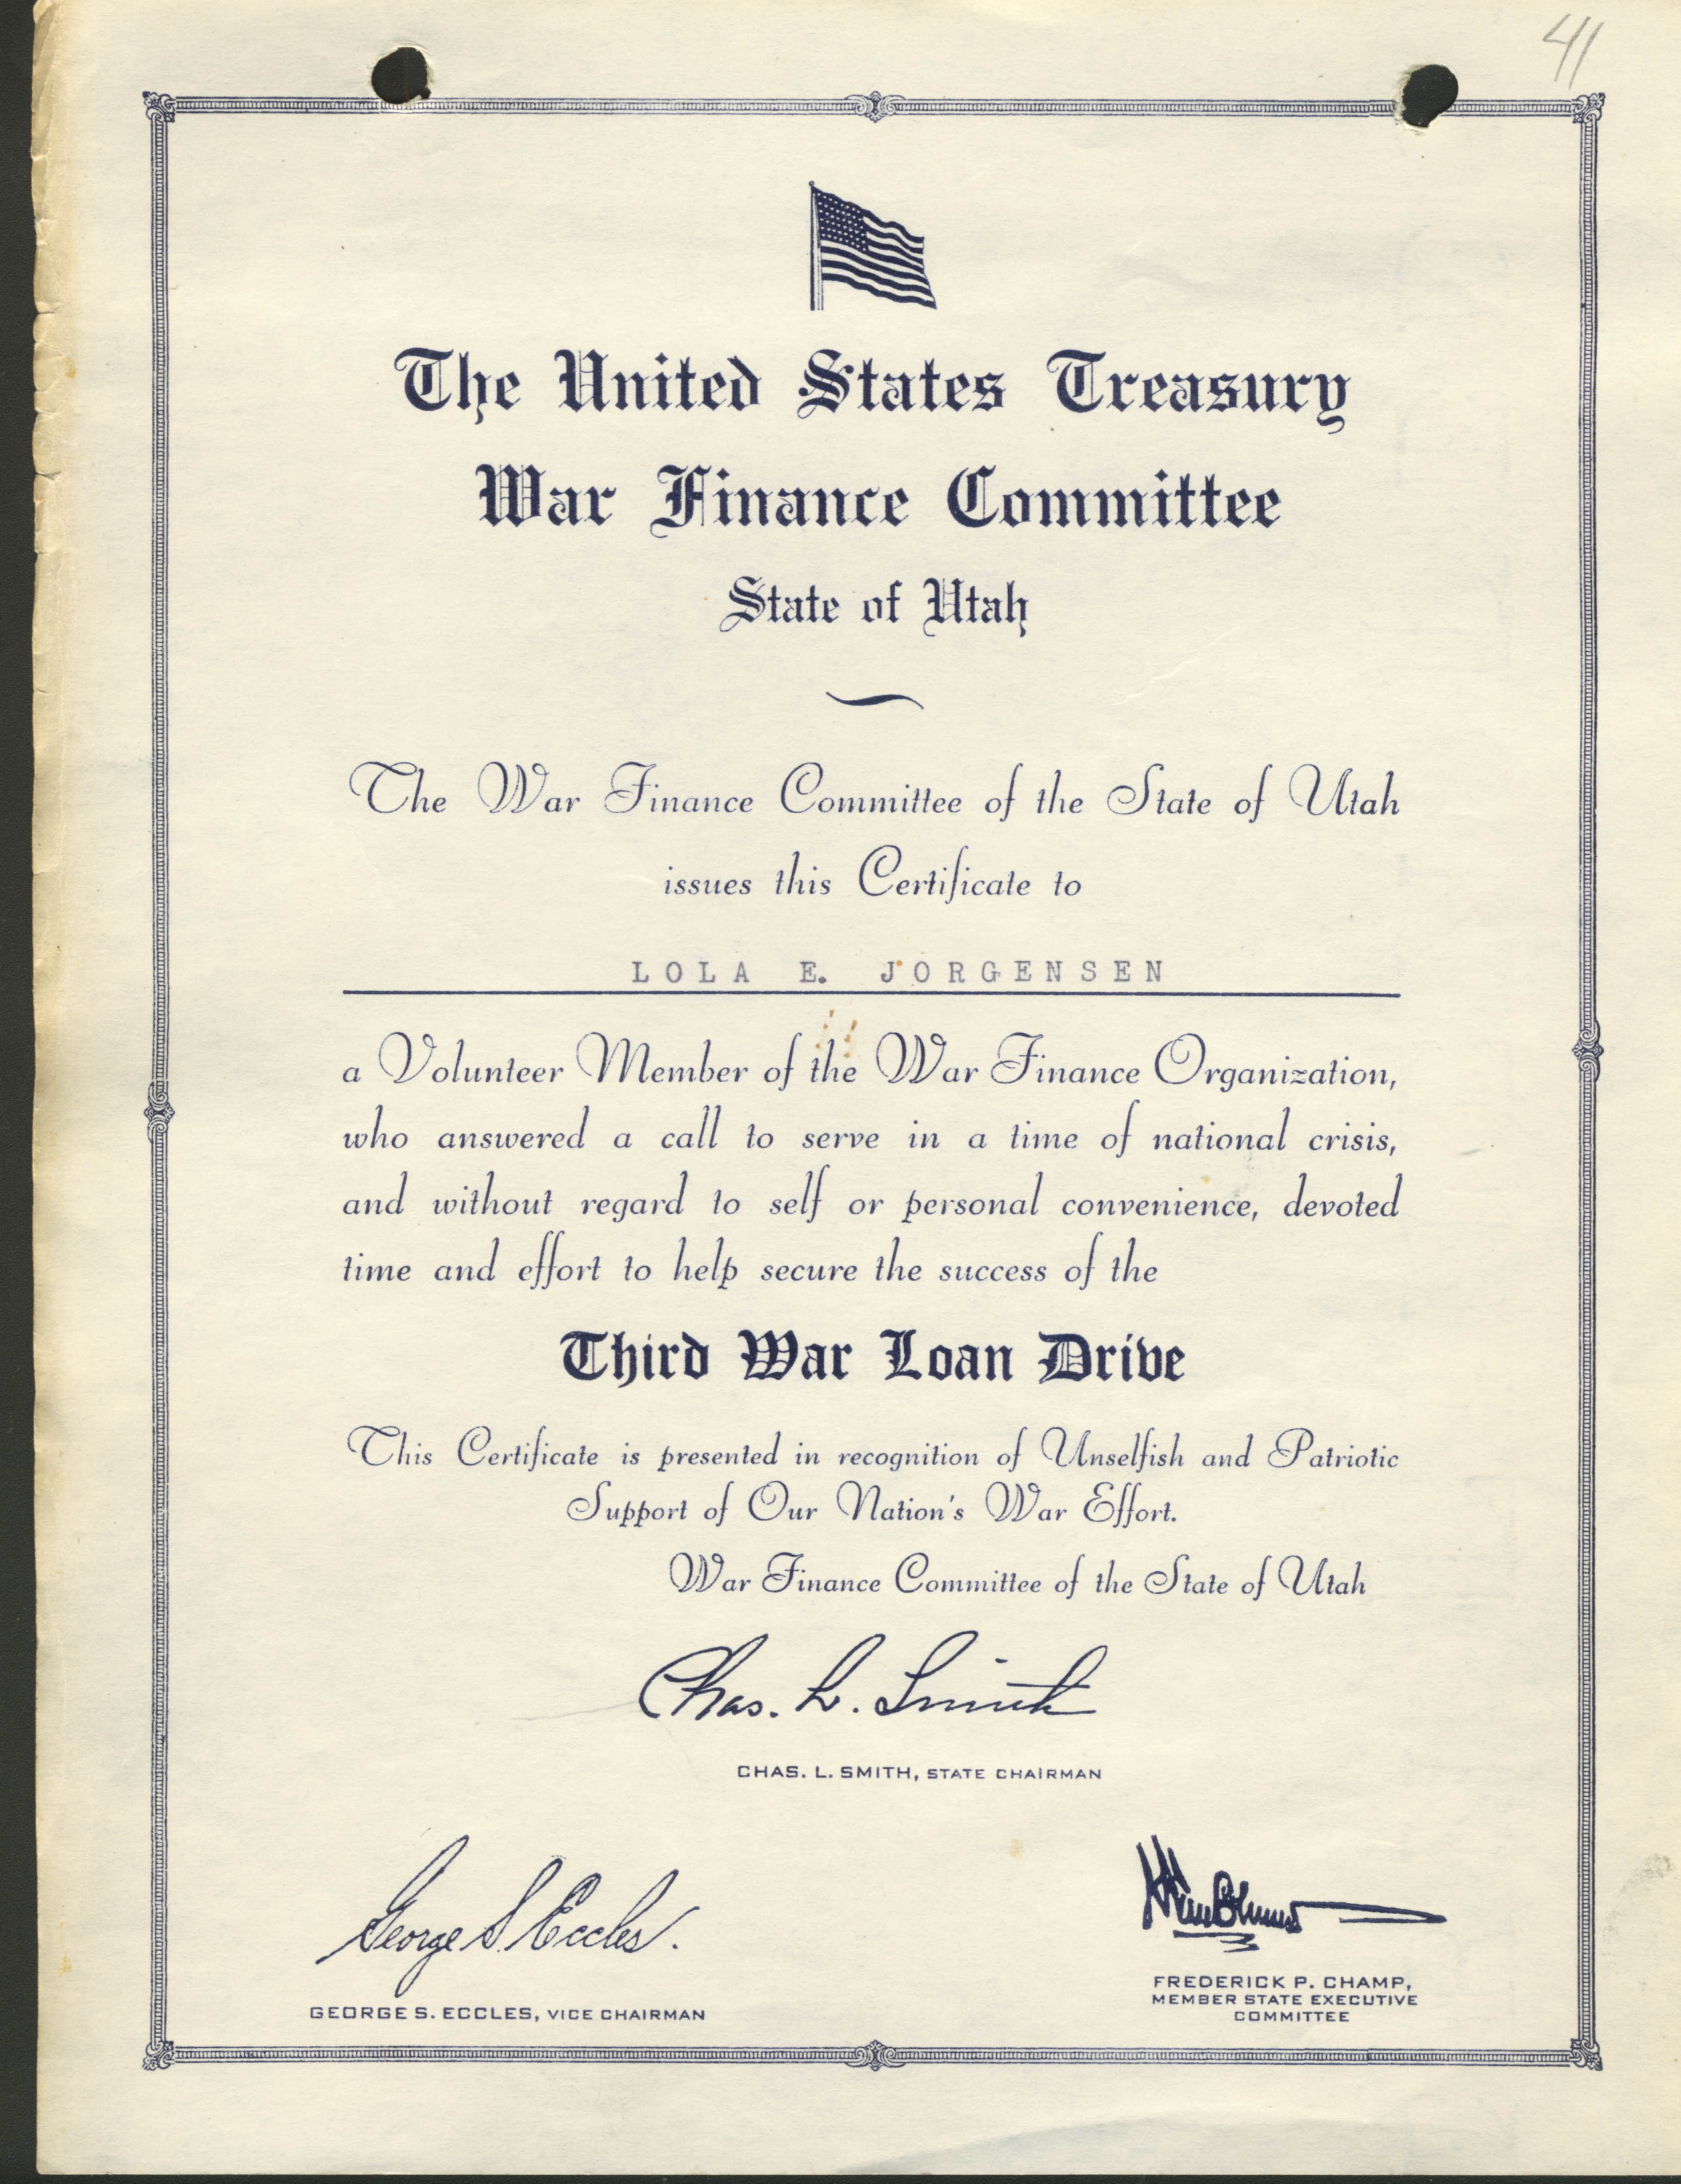 41
The United States Treasury
War Finance Committee
State of Utah
The War Finance Committee of the State of Utah
issues this Certificate to
LOLA E. JORGENSEN
a Volunteer Member of the War Finance Organization,
who answered a call to serve in a time of national crisis,
and without regard to self or personal convenience, devoted
time and effort to help secure the success of the
Third War Loan Drive
This Certificate is presented in recognition of Unselfish and Patriotic
Support of Our Nation's War Effort.
War Finance Committee of the State of Utah
Chas. L. Smith
CHAS. L. SMITH, STATE CHAIRMAN
George S. Eccles.
GEORGE S. ECCLES, VICE CHAIRMAN
FREDERICK P. CHAMP,
MEMBER STATE EXECUTIVE
COMMITTEE